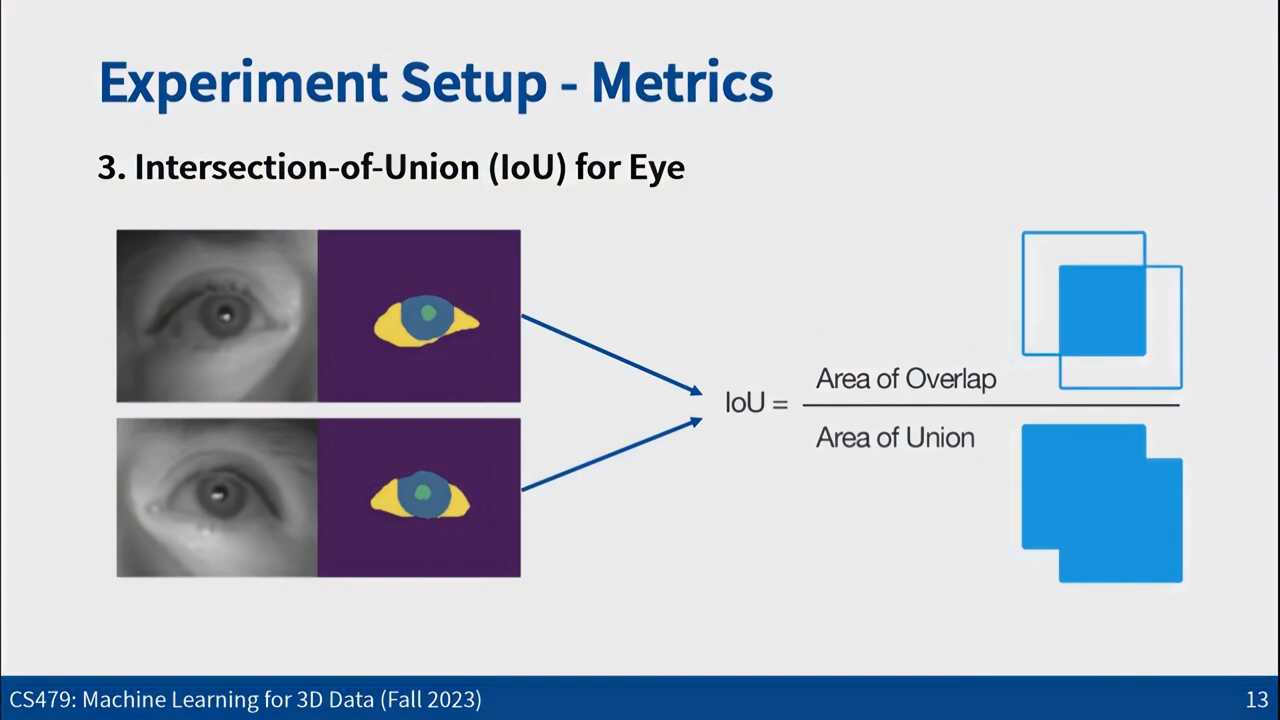 Experiment Setup - Metrics
3. Intersection-of-Union (IoU) for Eye
IoU =
Area of Overlap
Area of Union
CS479: Machine Learning for 3D Data (Fall 2023)
13